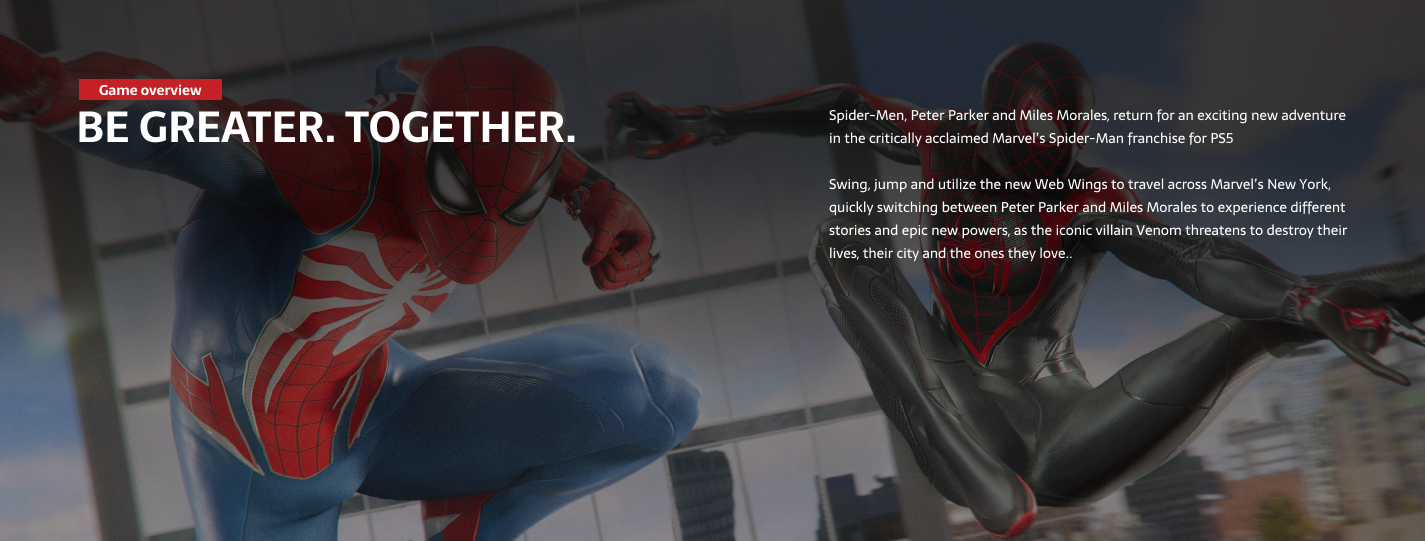 Game overview
BE GREATER. TOGETHER.
Spider-Men, Peter Parker and Miles Morales, return for an exciting new adventure
in the critically acclaimed Marvel's Spider-Man franchise for PS5
Swing, jump and utilize the new Web Wings to travel across Marvel's New York,
quickly switching between Peter Parker and Miles Morales to experience different
stories and epic new powers, as the iconic villain Venom threatens to destroy their
lives, their city and the ones they love..